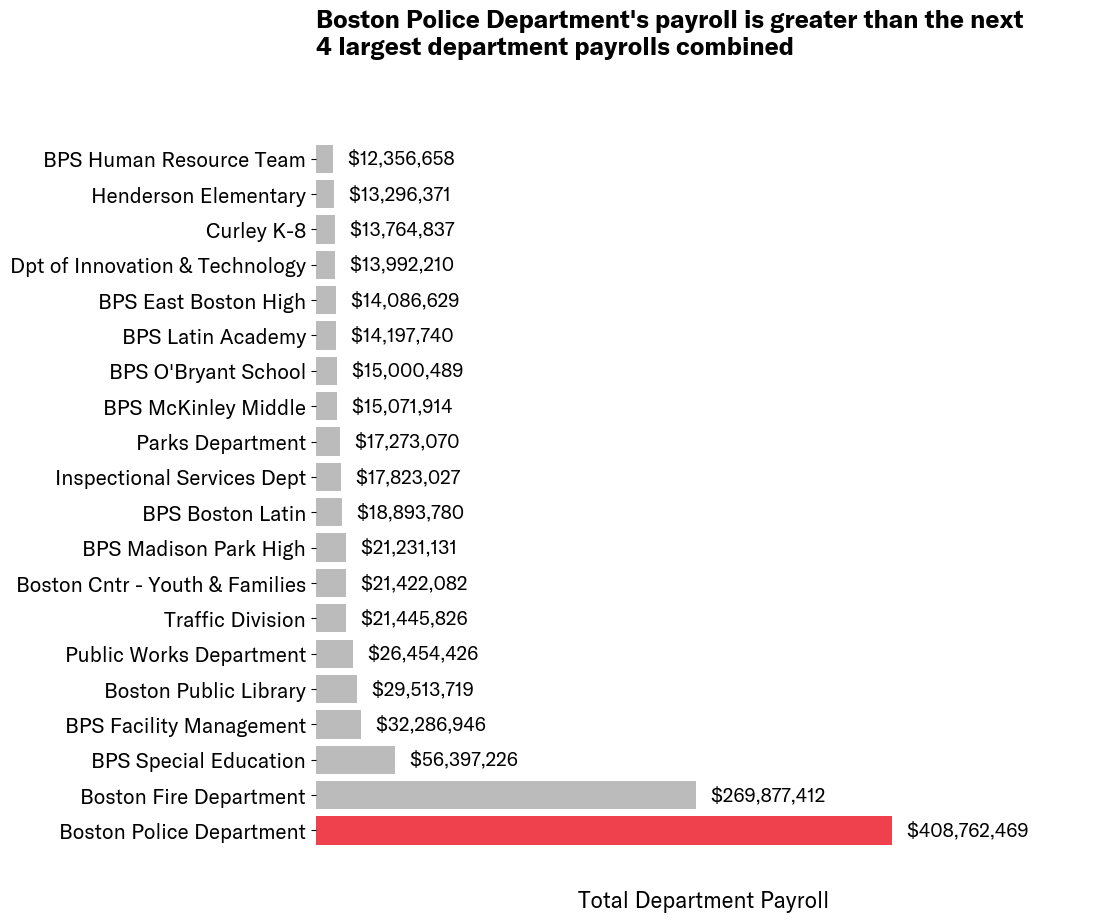 Boston Police Department's payroll is greater than the next
4 largest department payrolls combined
BPS Human Resource Team $12,356,658
Henderson Elementary $13,296,371
Curley K-8 $13,764,837
Dpt of Innovation & Technology $13,992,210
BPS East Boston High $14,086,629
BPS Latin Academy $14,197,740
BPS O'Bryant School $15,000,489
BPS McKinley Middle $15,071,914
Parks Department $17,273,070
Inspectional Services Dept $17,823,027
BPS Boston Latin $18,893,780
BPS Madison Park High $21,231,131
Boston Cntr - Youth & Families $21,422,082
Traffic Division $21,445,826
Public Works Department $26,454,426
Boston Public Library $29,513,719
BPS Facility Management $32,286,946
BPS Special Education $56,397,226
Boston Fire Department $269,877,412
Boston Police Department $408,762,469
Total Department Payroll